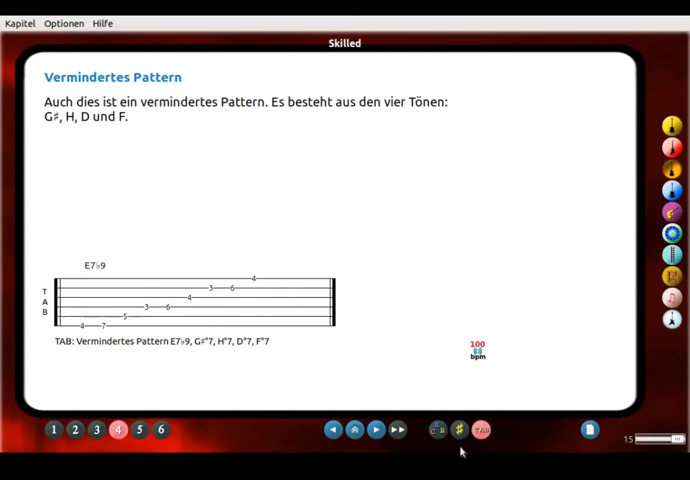 Kapitel Optionen Hilfe
Skilled
Vermindertes Pattern
Auch dies ist ein vermindertes Pattern. Es besteht aus den vier Tönen:
G♯, H, D und F.
E7♭9
4
3 6
4
T
A
B
3 6
5
4 7
TAB: Vermindertes Pattern E7♭9, G♯°7, H°7, D°7, F°7
100
bpm
1 2 3 4 5 6
♯ TAB
15